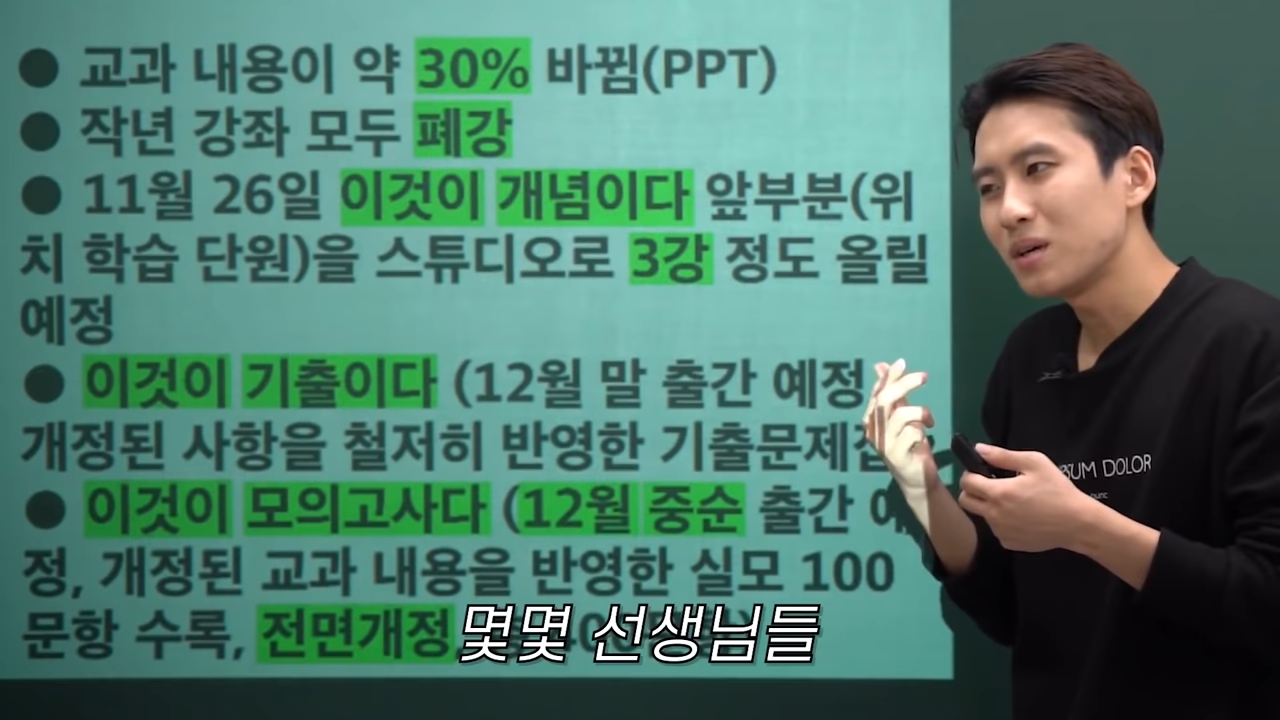 ● 교과 내용이 약 30% 바뀜(PPT)
● 작년 강좌 모두 폐강
● 11월 26일 이것이 개념이다 앞부분(위
치 학습 단원)을 스튜디오로 3강 정도 올릴
예정
● 이것이 기출이다 (12월 말 출간 예정
개정된 사항을 철저히 반영한 기출문제집
● 이것이 모의고사다 (12월 중순 출간 예
정, 개정된 교과 내용을 반영한 실모 100
문항 수록, 전면개정,
몇몇 선생님들
DOLOR